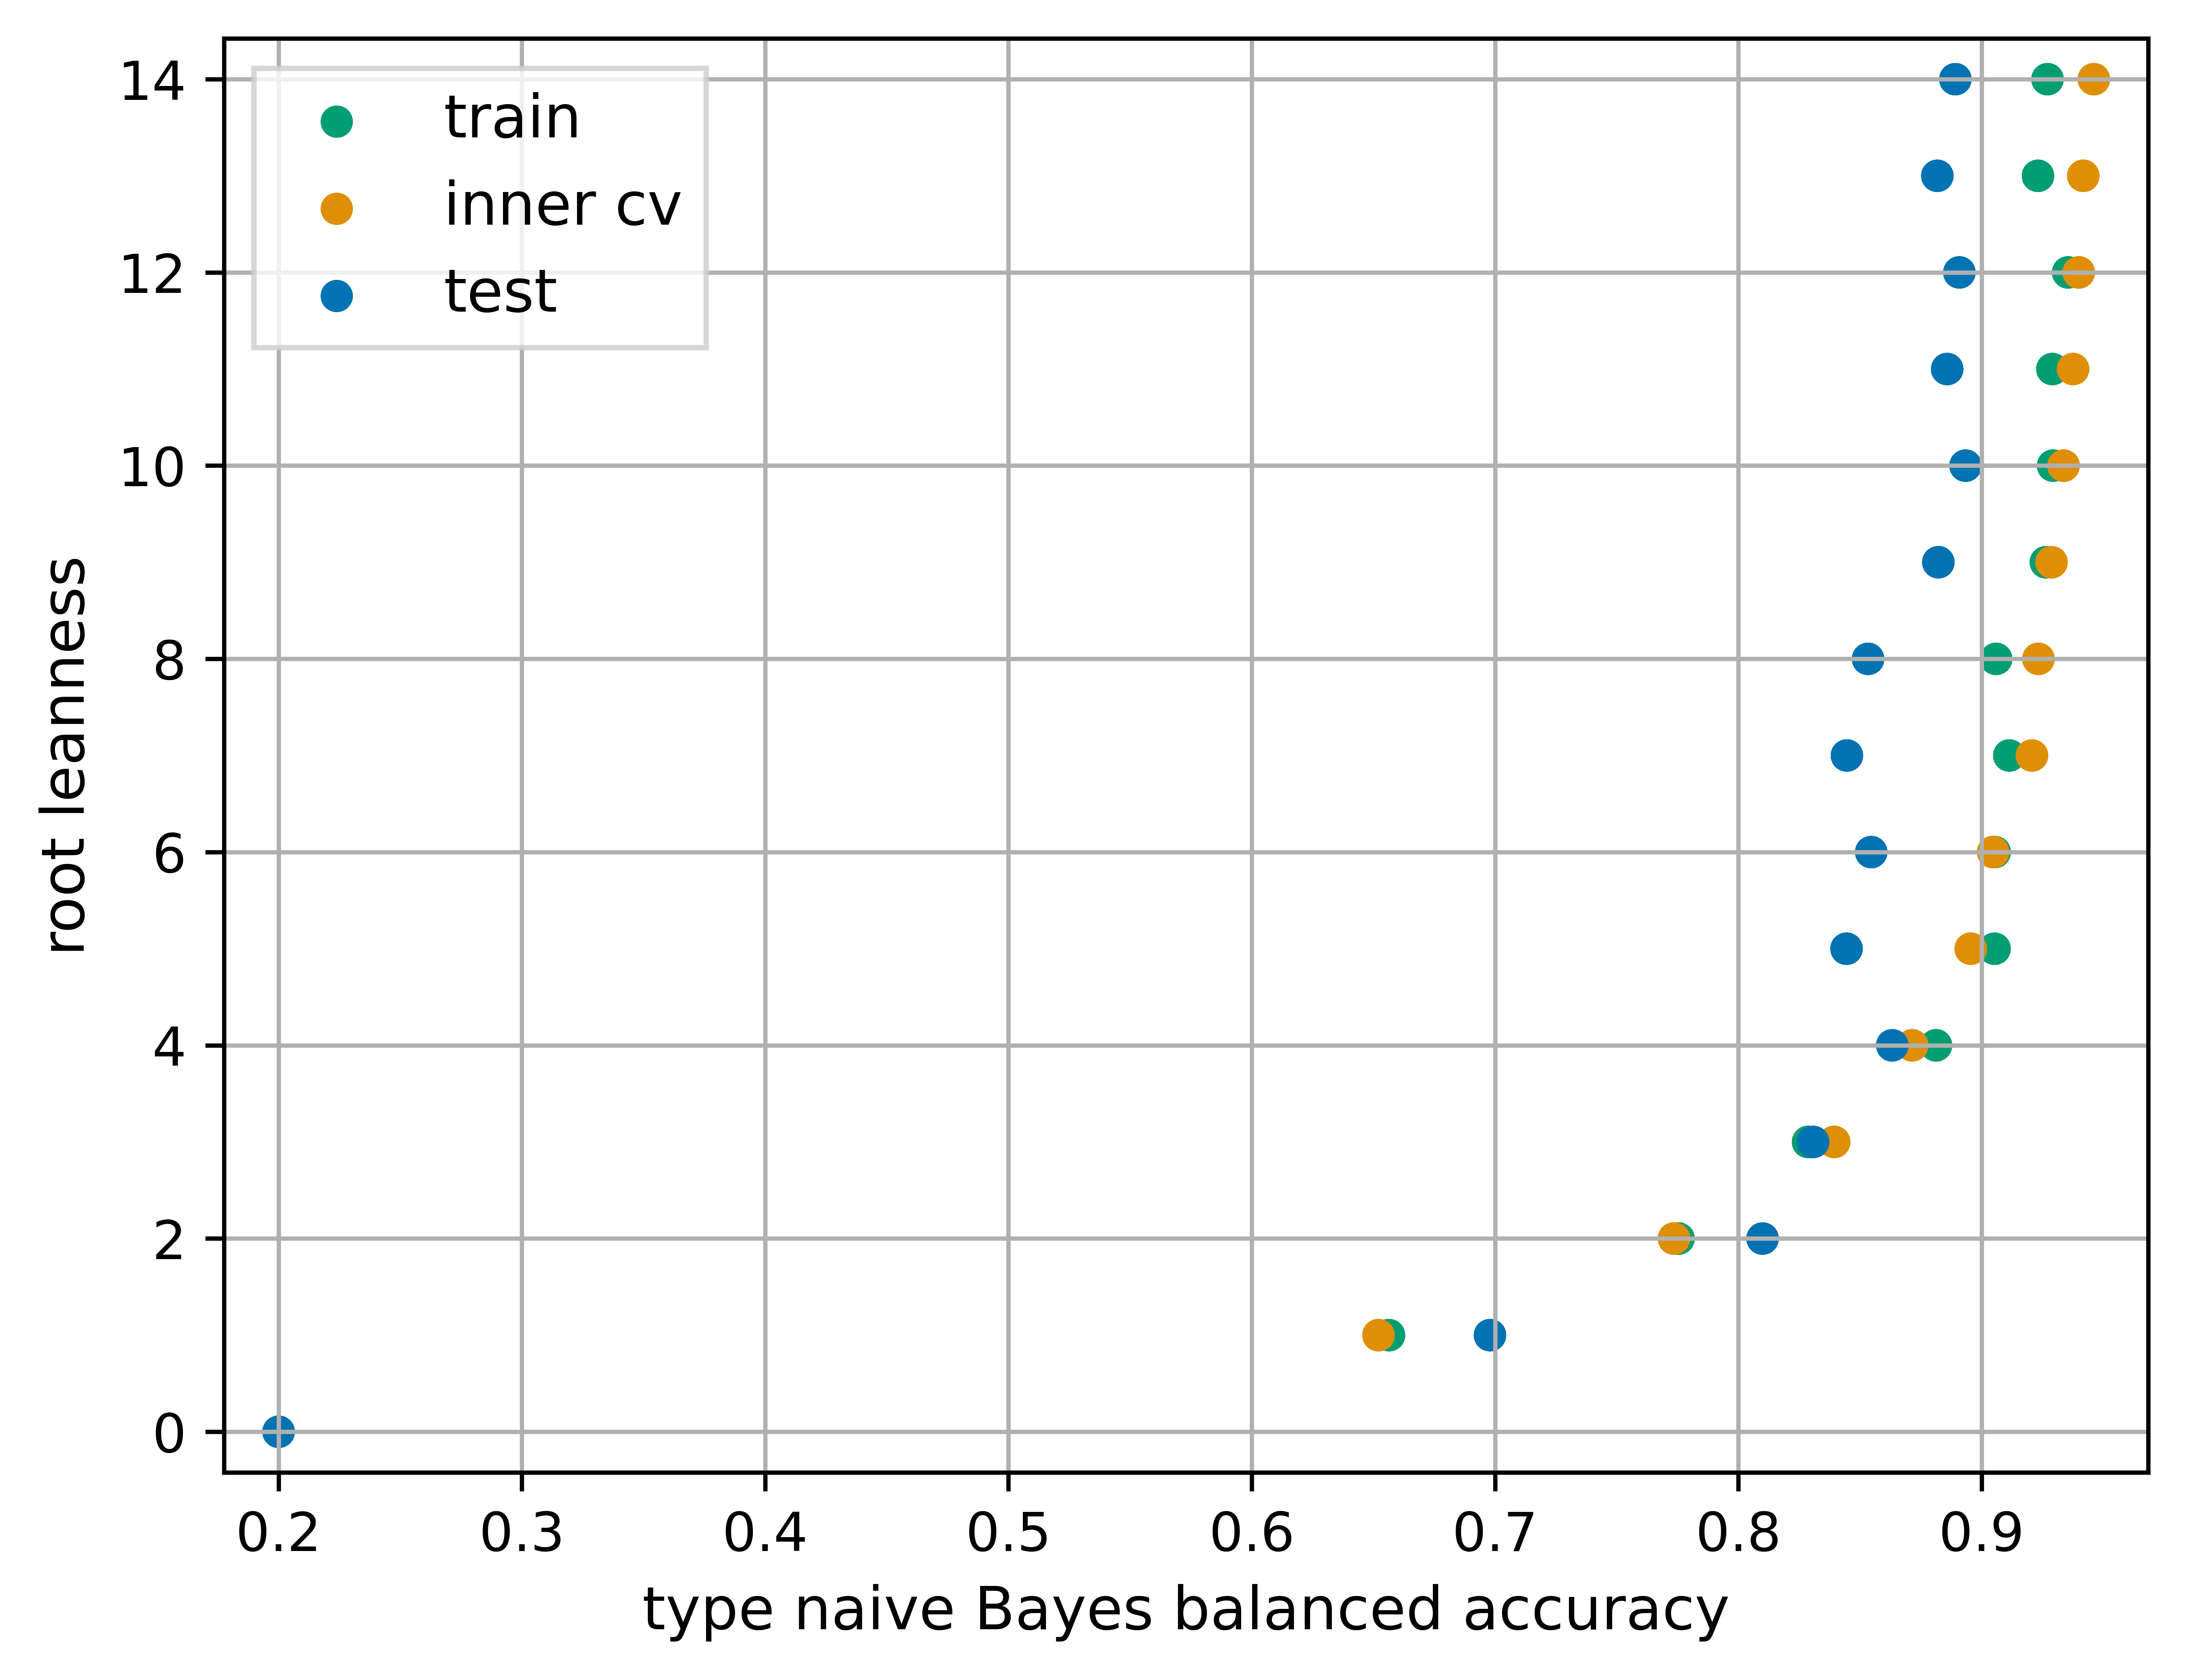 train
inner cv
test
14
12
10
8
6
4
2
0
root leanness
0.2 0.3 0.4 0.5 0.6 0.7 0.8 0.9
type naive Bayes balanced accuracy